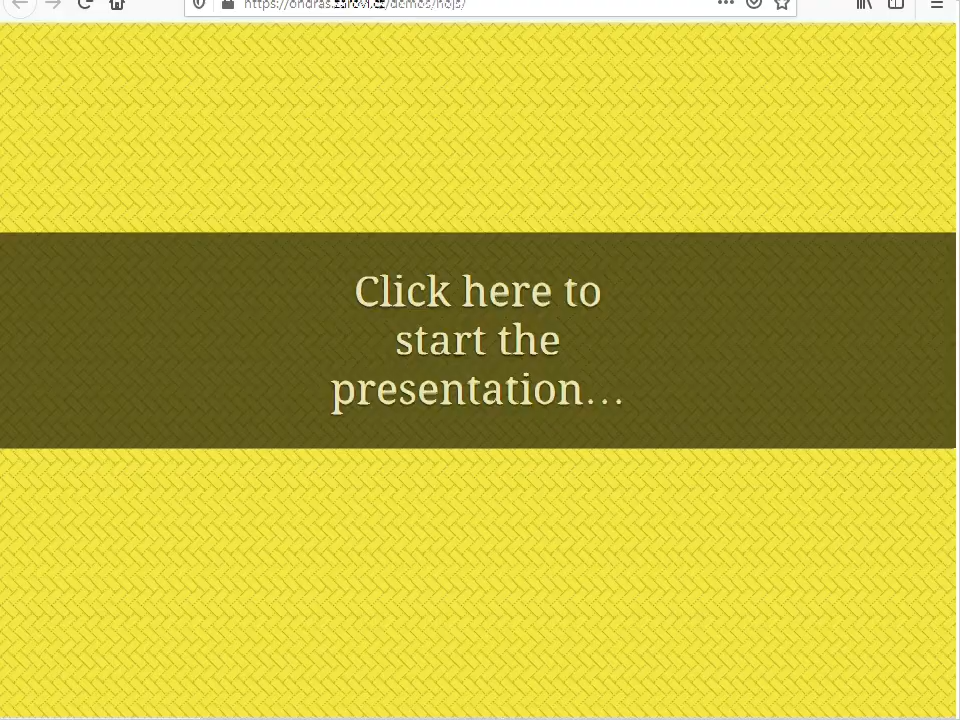 Click here to
start the
presentation…